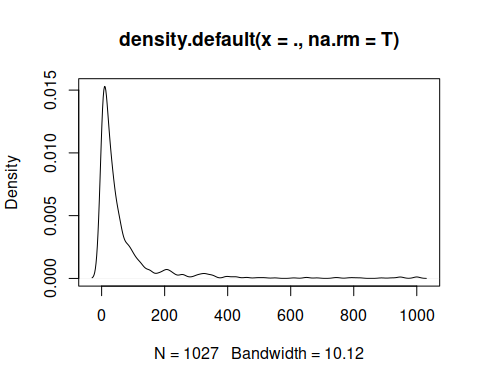 density.default(x = ., na.rm = T)
Density
0.015
0.010
0.005
0.000
0 200 400 600 800 1000
N = 1027 Bandwidth = 10.12